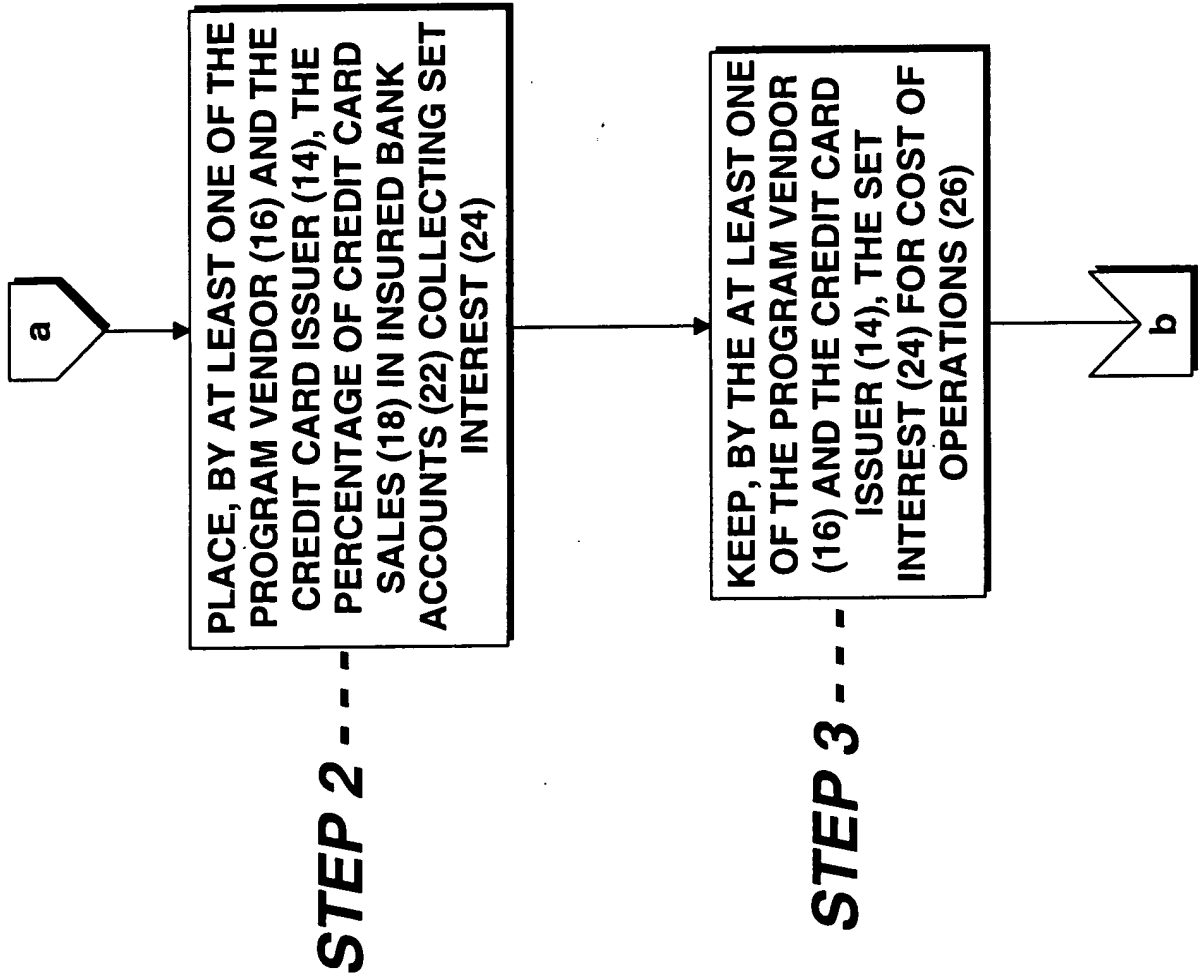 a
STEP 2 - - -
PLACE, BY AT LEAST ONE OF THE
PROGRAM VENDOR (16) AND THE
CREDIT CARD ISSUER (14), THE
PERCENTAGE OF CREDIT CARD
SALES (18) IN INSURED BANK
ACCOUNTS (22) COLLECTING SET
INTEREST (24)
STEP 3 - - -
KEEP, BY THE AT LEAST ONE
OF THE PROGRAM VENDOR
(16) AND THE CREDIT CARD
ISSUER (14), THE SET
INTEREST (24) FOR COST OF
OPERATIONS (26)
b